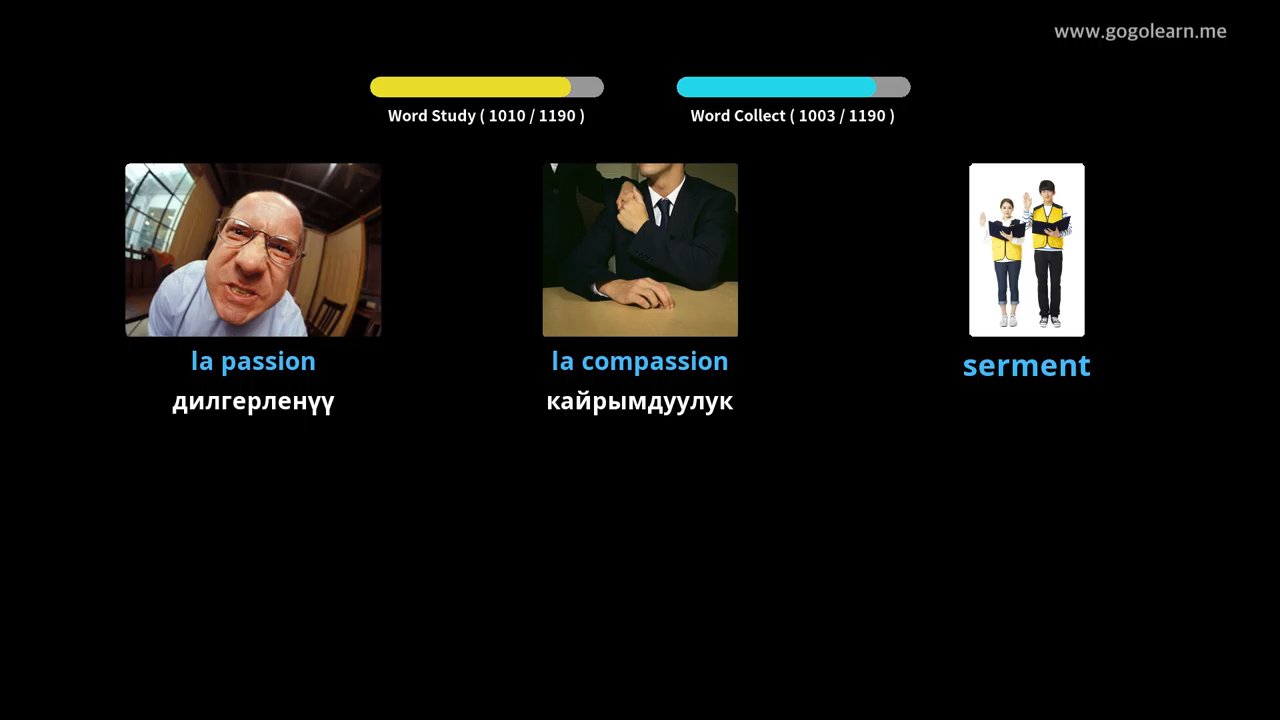 www.gogolearn.me
Word Study ( 1010 / 1190 )
Word Collect ( 1003 / 1190 )
la passion
дилгерленүү
la compassion
кайрымдуулук
serment